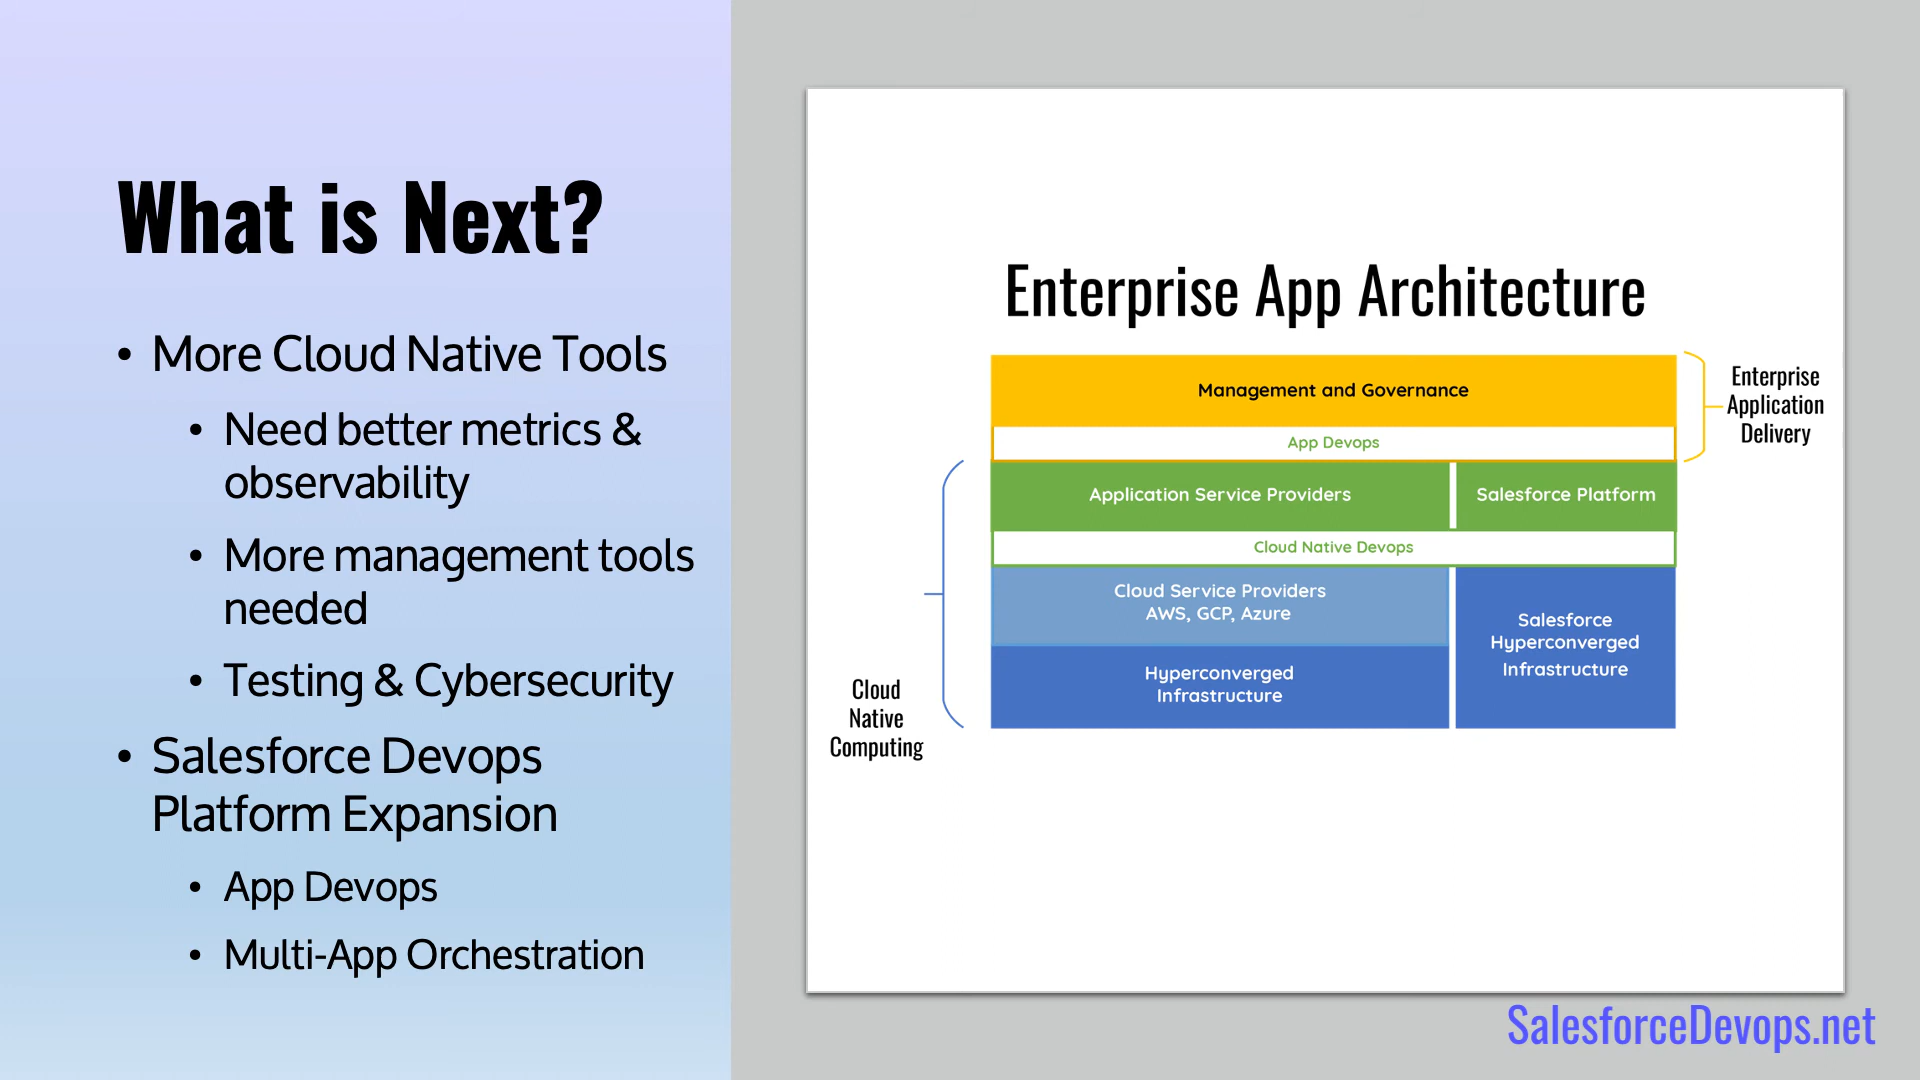 What is Next?
• More Cloud Native Tools
• Need better metrics &
observability
• More management tools
needed
• Testing & Cybersecurity
• Salesforce Devops
Platform Expansion
• App Devops
• Multi-App Orchestration
Enterprise App Architecture
Management and Governance
App Devops
Application Service Providers
Salesforce Platform
Cloud Native Devops
Cloud Service Providers
AWS, GCP, Azure
Hyperconverged
Infrastructure
Salesforce
Hyperconverged
Infrastructure
Enterprise
Application
Delivery
Cloud
Native
Computing
SalesforceDevops.net